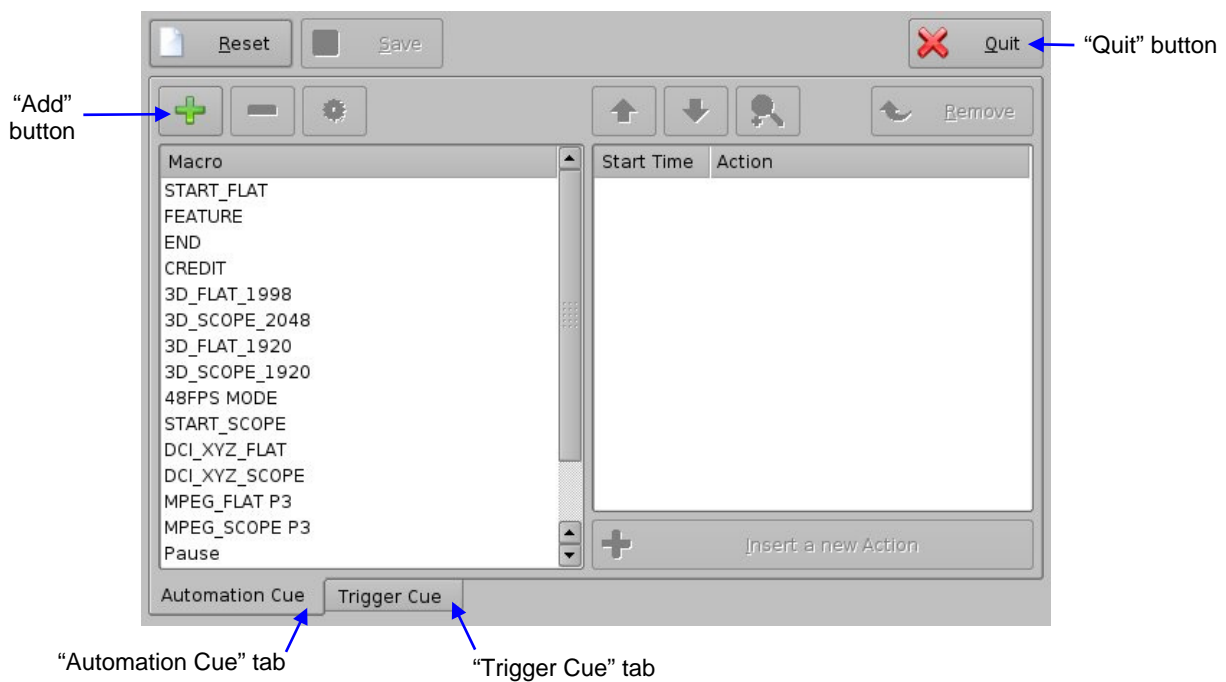 Reset
Save
Quit
“Quit” button
“Add”
button
Remove
Macro
START_FLAT
FEATURE
END
CREDIT
3D_FLAT_1998
3D_SCOPE_2048
3D_FLAT_1920
3D_SCOPE_1920
48FPS MODE
START_SCOPE
DCI_XYZ_FLAT
DCI_XYZ_SCOPE
MPEG_FLAT P3
MPEG_SCOPE P3
Pause
Start Time Action
Insert a new Action
Automation Cue Trigger Cue
“Automation Cue” tab
“Trigger Cue” tab